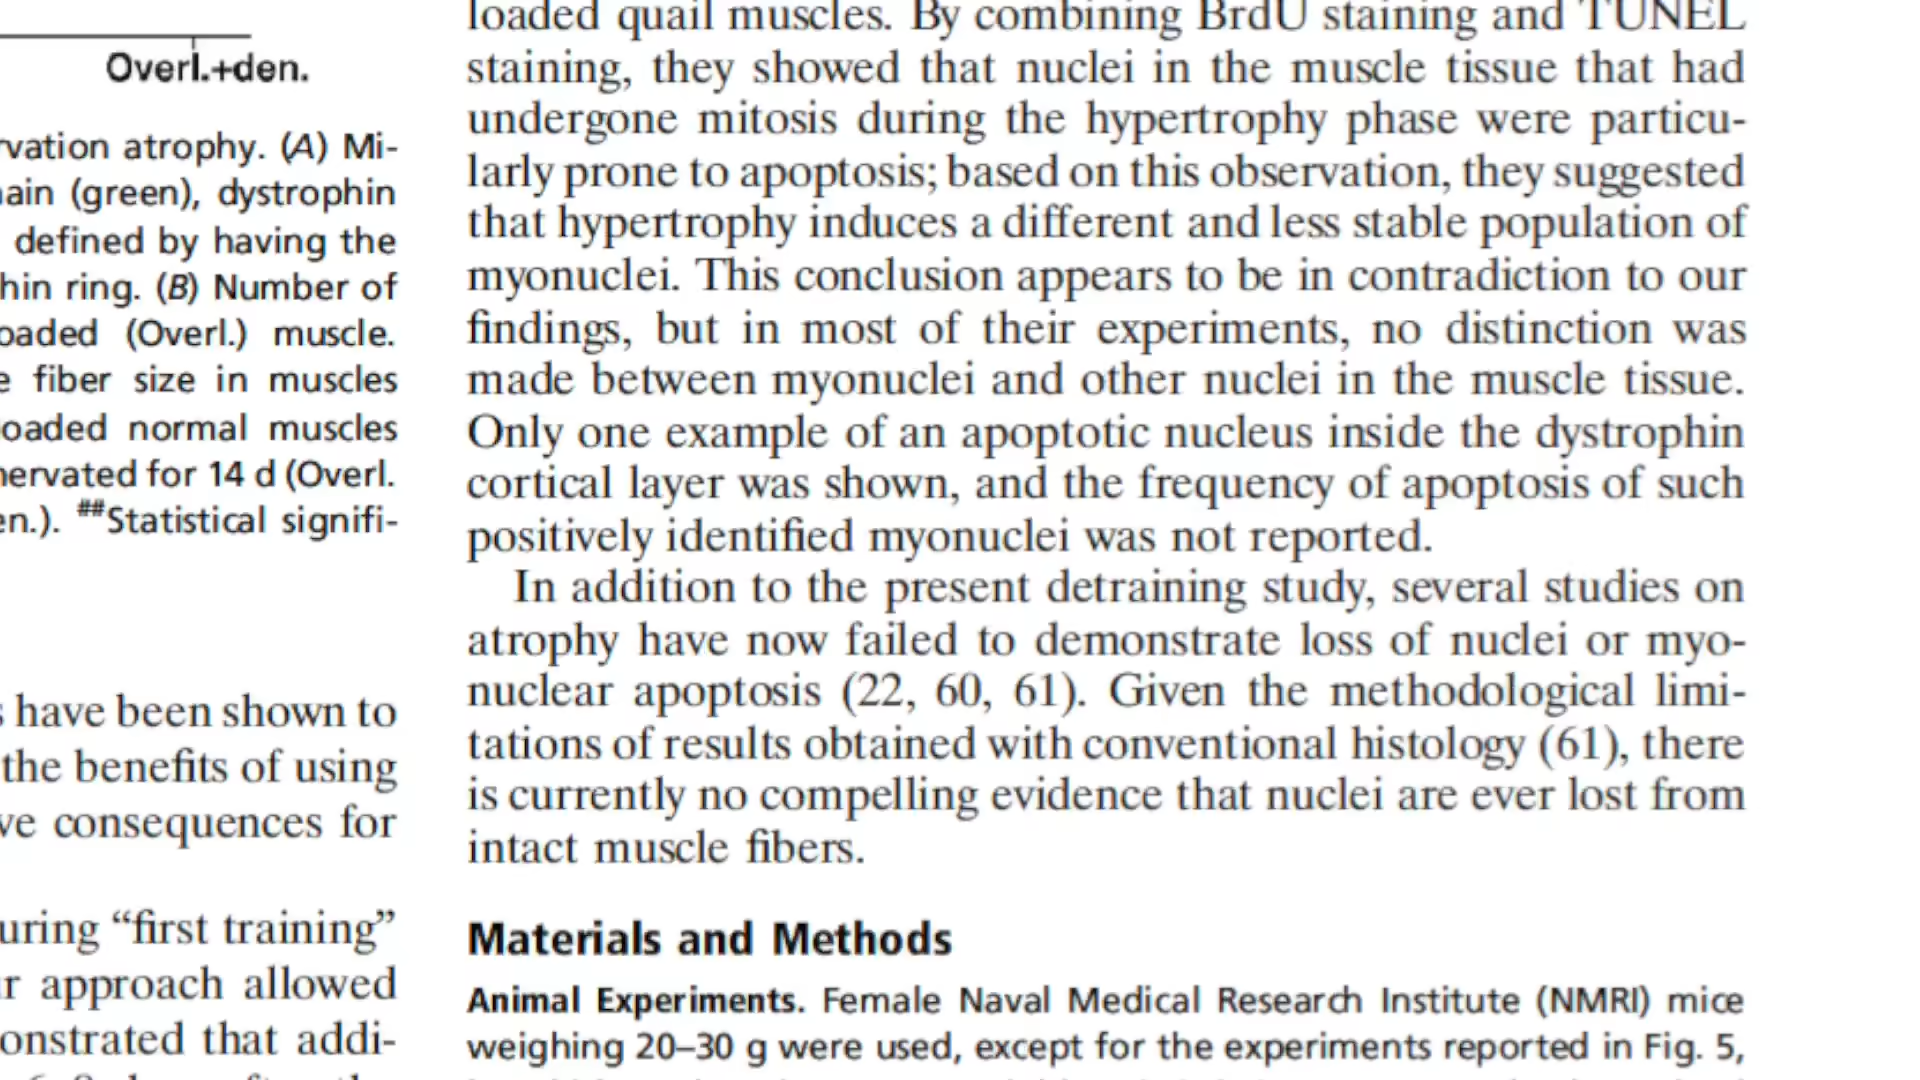 Overl.+den.
rvation atrophy. (A) Mi-
ain (green), dystrophin
defined by having the
hin ring. (B) Number of
oaded (Overl.) muscle.
e fiber size in muscles
oaded normal muscles
nervated for 14 d (Overl.
en.). ##Statistical signifi-
s have been shown to
the benefits of using
ve consequences for
uring “first training”
r approach allowed
onstrated that addi-
loaded quail muscles. By combining BrdU staining and TUNEL
staining, they showed that nuclei in the muscle tissue that had
undergone mitosis during the hypertrophy phase were particu-
larly prone to apoptosis; based on this observation, they suggested
that hypertrophy induces a different and less stable population of
myonuclei. This conclusion appears to be in contradiction to our
findings, but in most of their experiments, no distinction was
made between myonuclei and other nuclei in the muscle tissue.
Only one example of an apoptotic nucleus inside the dystrophin
cortical layer was shown, and the frequency of apoptosis of such
positively identified myonuclei was not reported.
In addition to the present detraining study, several studies on
atrophy have now failed to demonstrate loss of nuclei or myo-
nuclear apoptosis (22, 60, 61). Given the methodological limi-
tations of results obtained with conventional histology (61), there
is currently no compelling evidence that nuclei are ever lost from
intact muscle fibers.
Materials and Methods
Animal Experiments. Female Naval Medical Research Institute (NMRI) mice
weighing 20–30 g were used, except for the experiments reported in Fig. 5,